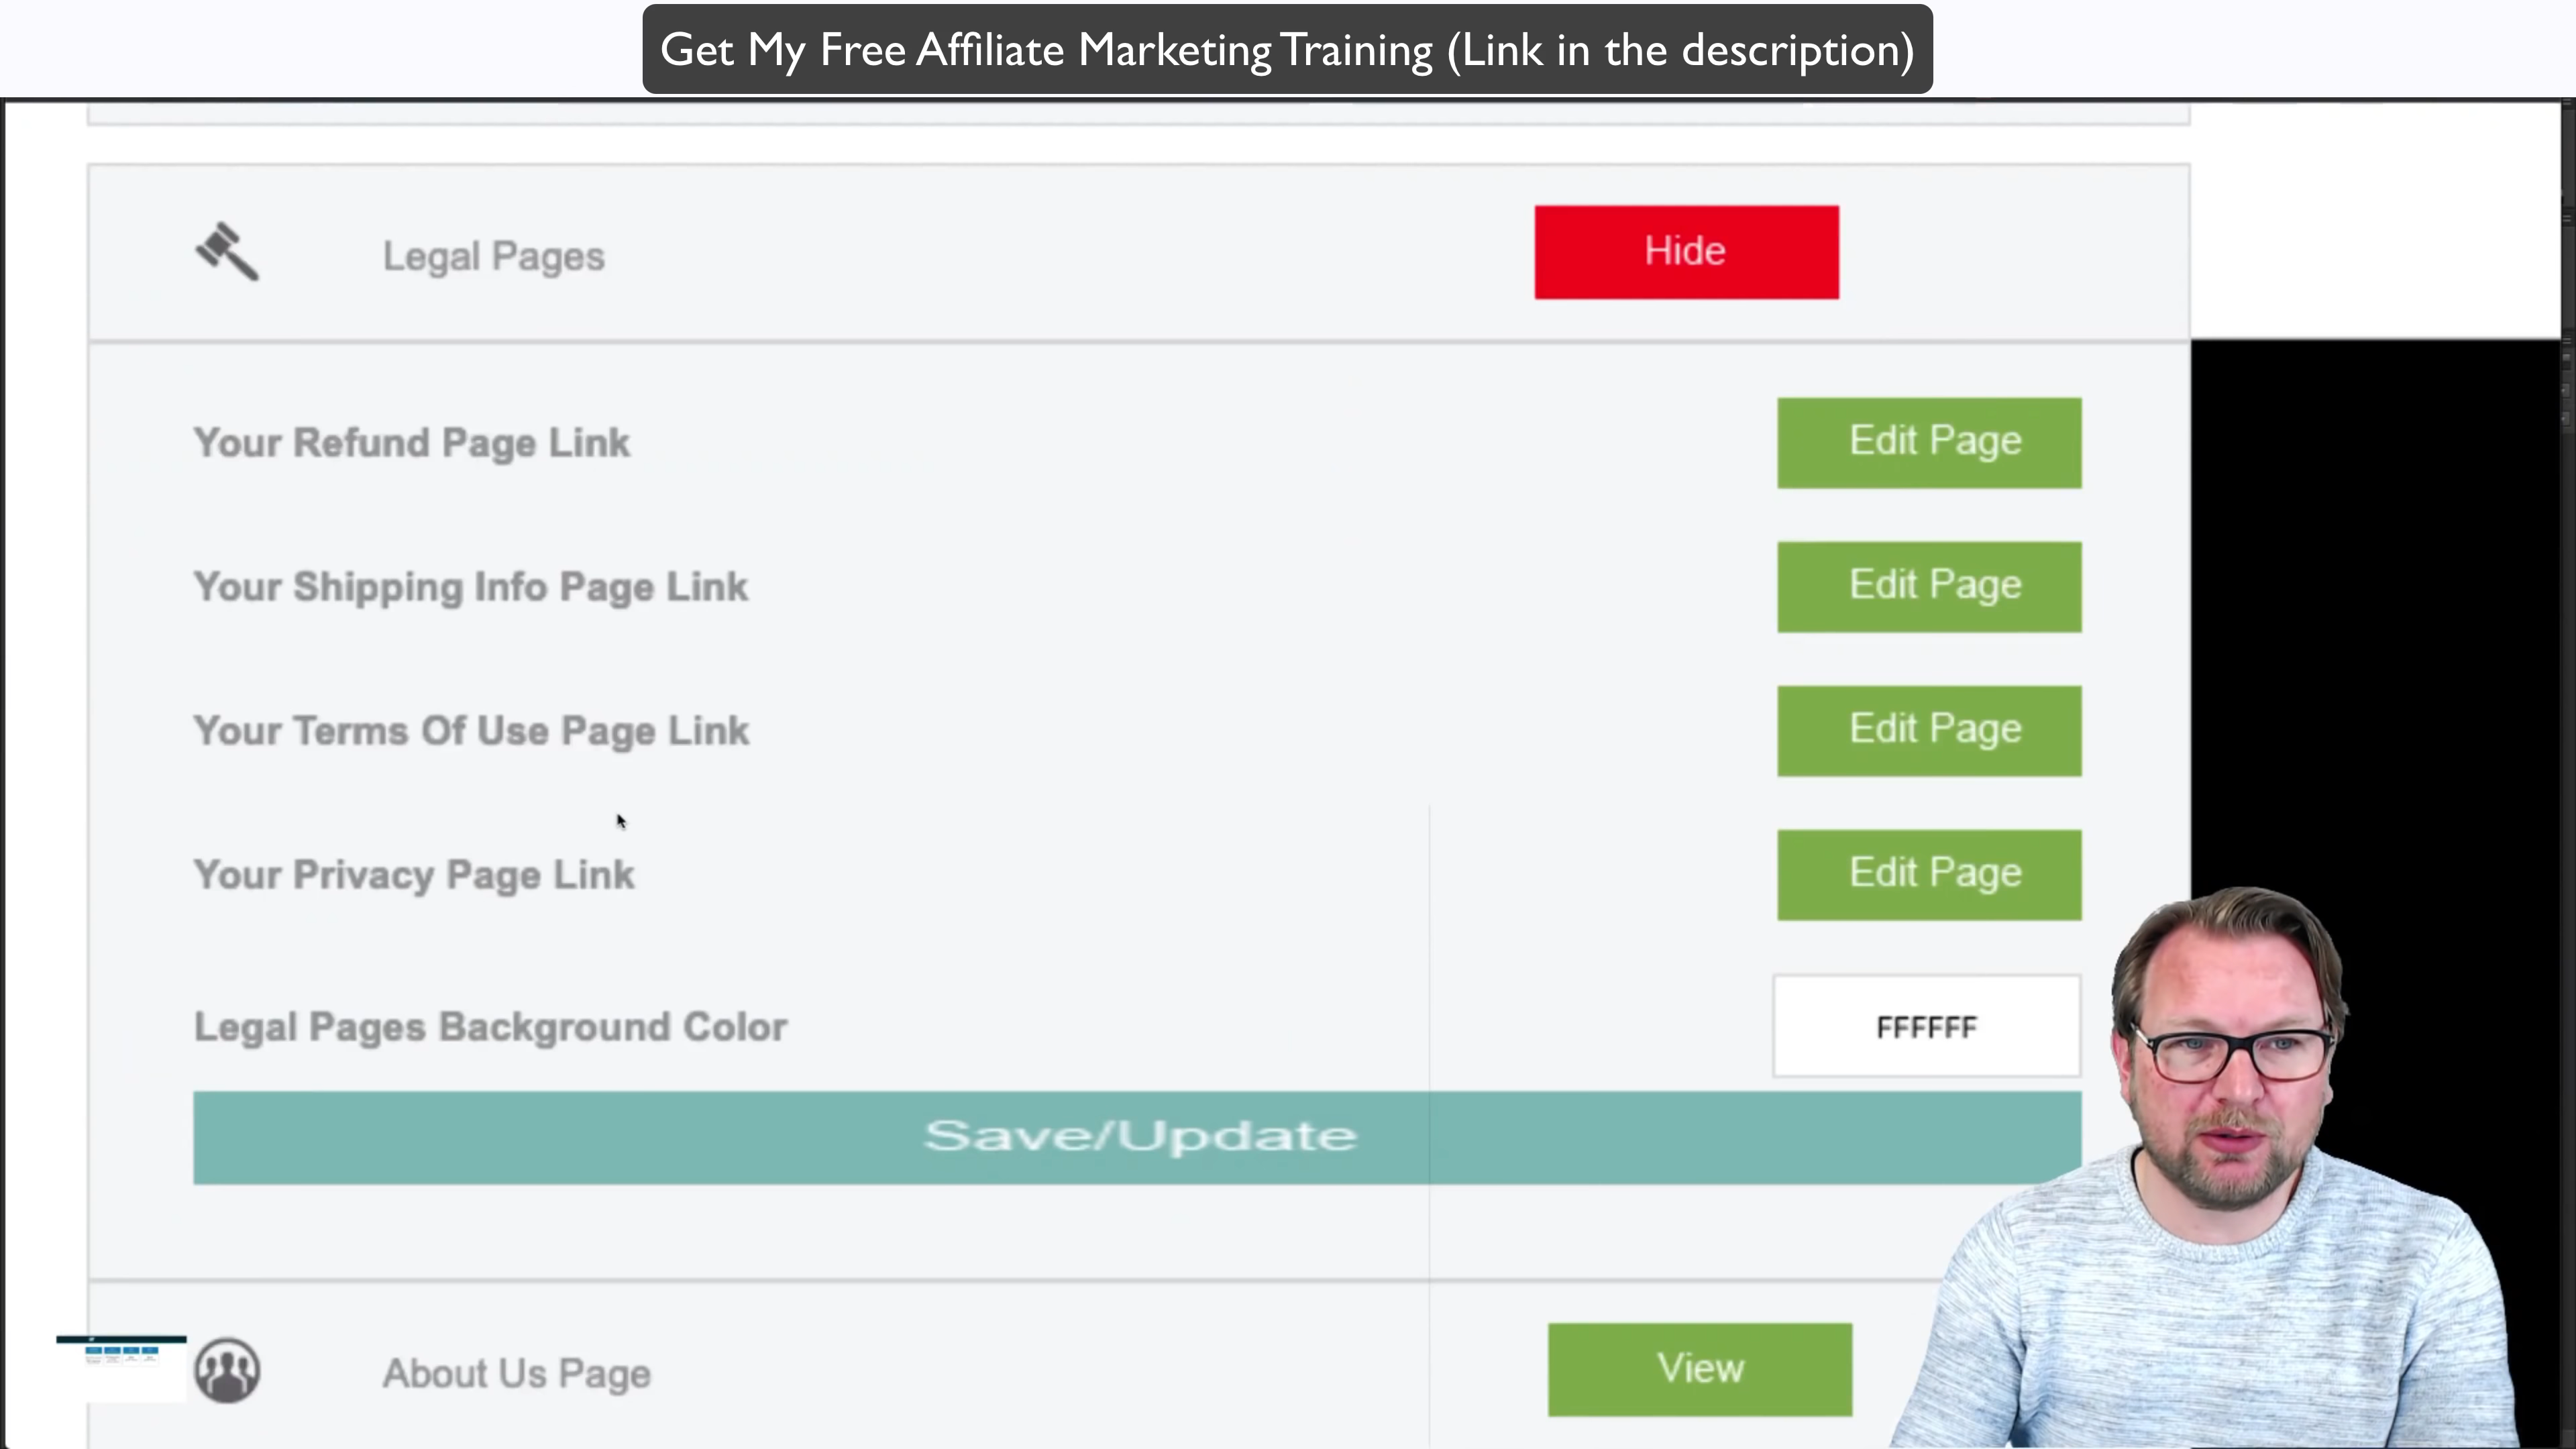 Get My Free Affiliate Marketing Training (Link in the description)
Legal Pages
Hide
Your Refund Page Link
Edit Page
Your Shipping Info Page Link
Edit Page
Your Terms Of Use Page Link
Edit Page
Your Privacy Page Link
Edit Page
Legal Pages Background Color
FFFFFF
Save/Update
About Us Page
View